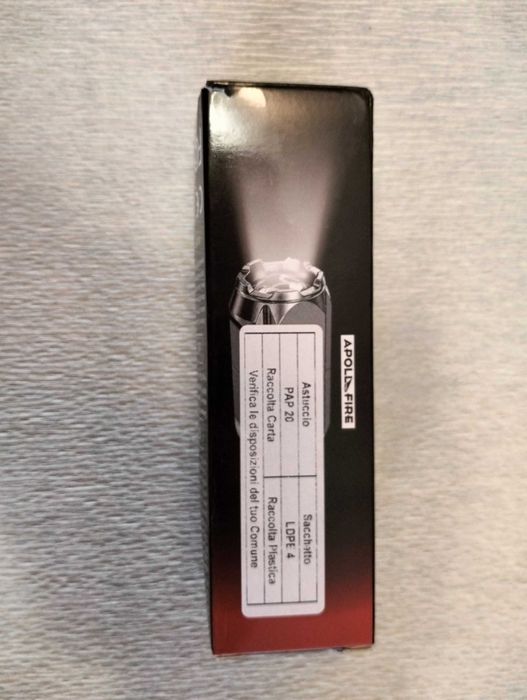 APOLLO FIRE
Astuccio
Sacchetto
PAP 20
LDPE 4
Raccolta Carta
Raccolta Plastica
Verifica le disposizioni del tuo Comune